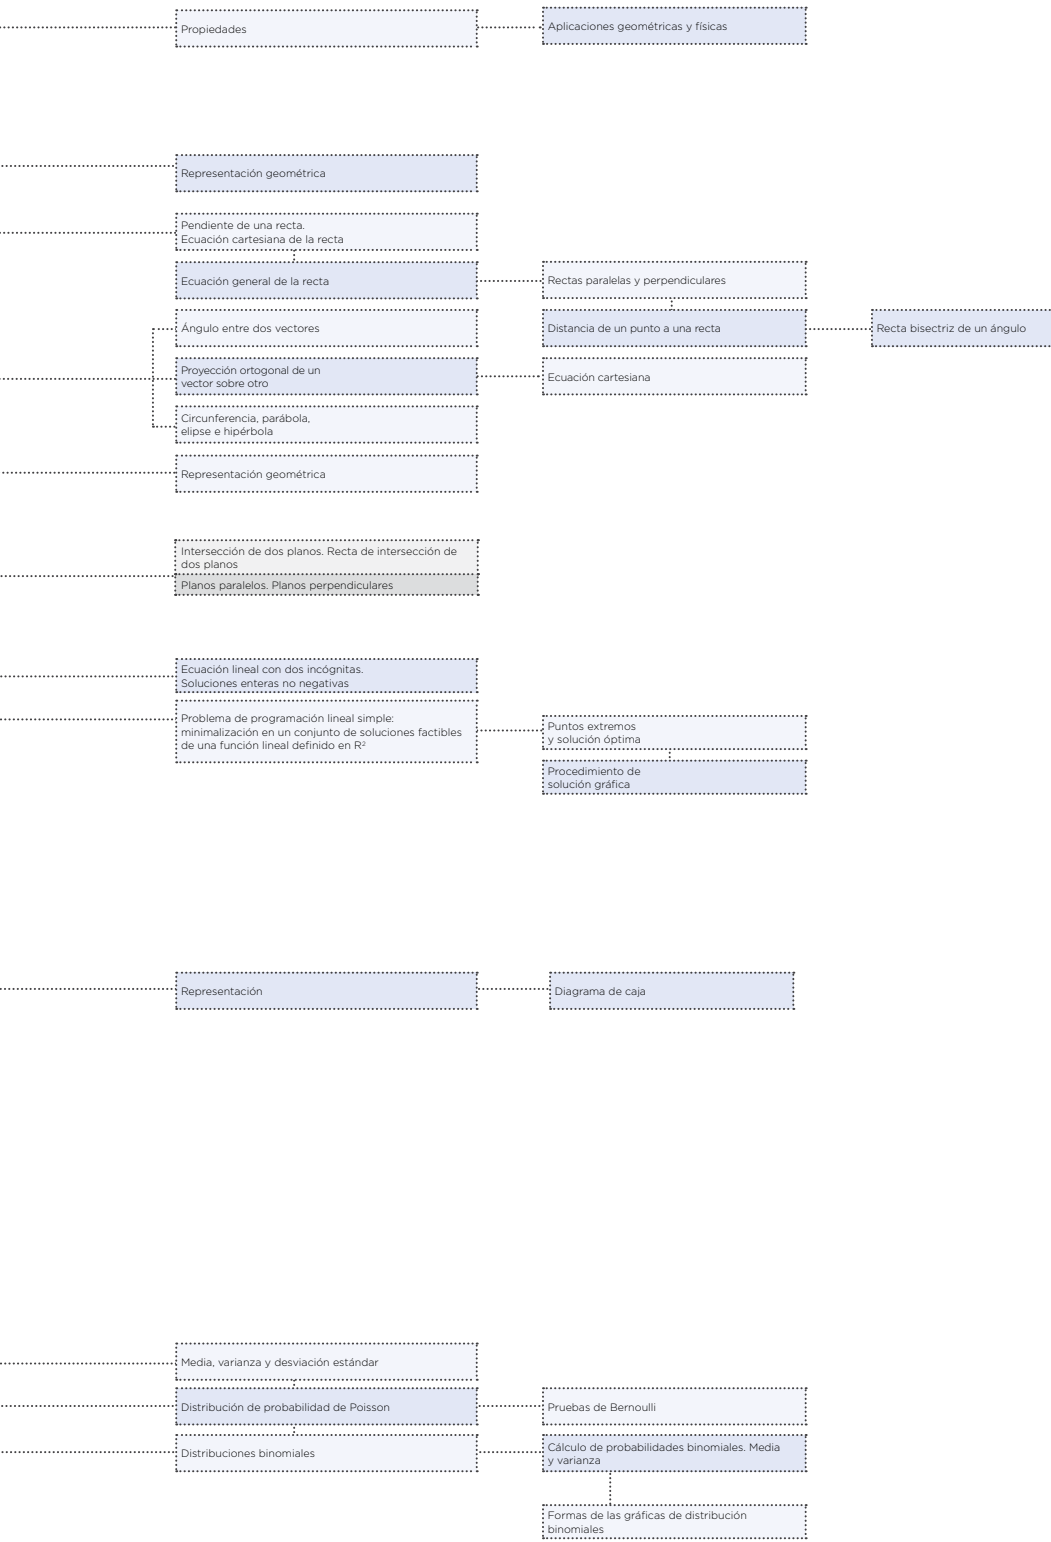 Propiedades
Aplicaciones geométricas y físicas
Representación geométrica
Pendiente de una recta.
Ecuación cartesiana de la recta
Ecuación general de la recta
Rectas paralelas y perpendiculares
Ángulo entre dos vectores
Distancia de un punto a una recta
Recta bisectriz de un ángulo
Proyección ortogonal de un
vector sobre otro
Ecuación cartesiana
Circunferencia, parábola,
elipse e hipérbola
Representación geométrica
Intersección de dos planos. Recta de intersección de
dos planos
Planos paralelos. Planos perpendiculares
Ecuación lineal con dos incógnitas.
Soluciones enteras no negativas
Problema de programación lineal simple:
minimalización en un conjunto de soluciones factibles
de una función lineal definido en R²
Puntos extremos
y solución óptima
Procedimiento de
solución gráfica
Representación
Diagrama de caja
Media, varianza y desviación estándar
Distribución de probabilidad de Poisson
Pruebas de Bernoulli
Distribuciones binomiales
Cálculo de probabilidades binomiales. Media
y varianza
Formas de las gráficas de distribución
binomiales